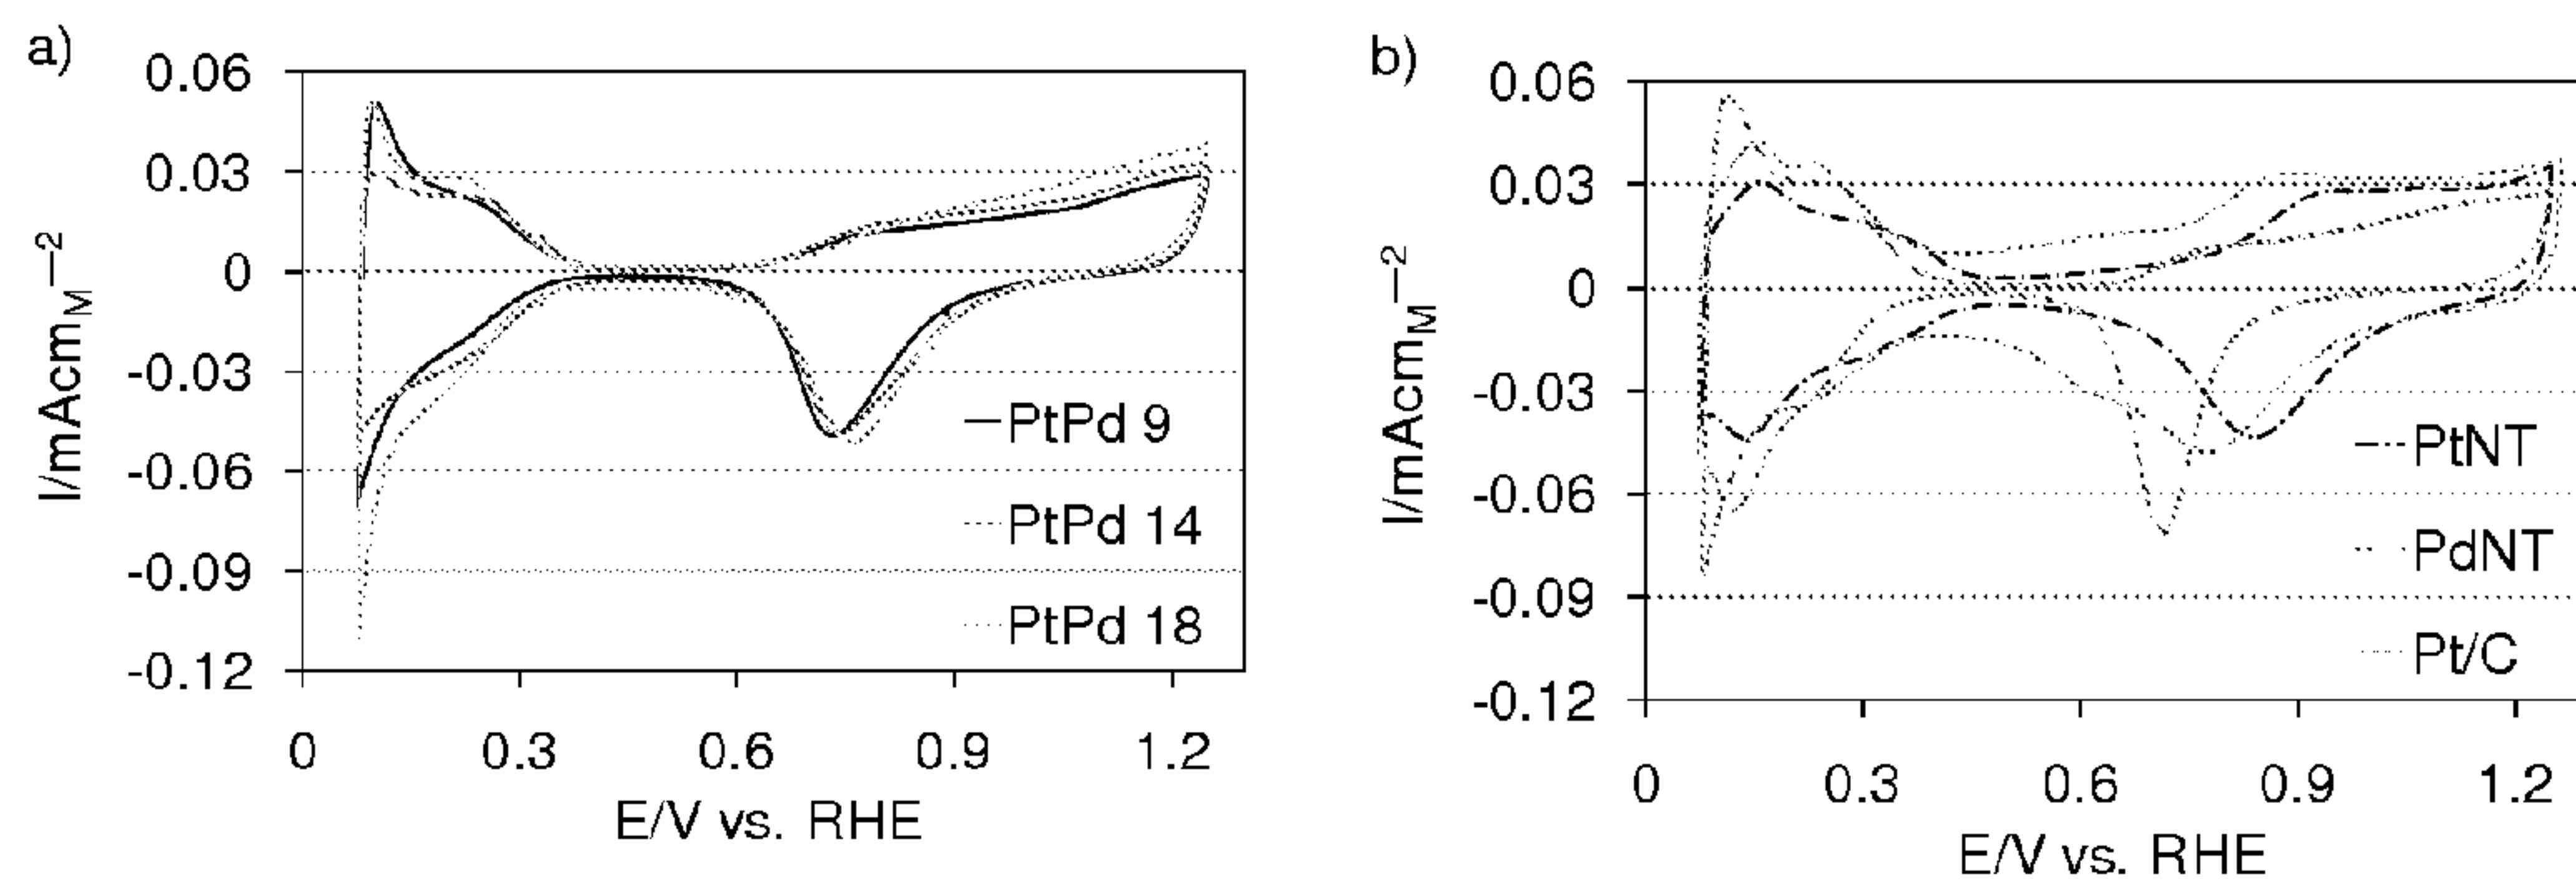 a)
0.06
0.03
0
-0.03
-0.06
-0.09
-0.12
I/mAcm_M^—2
PtPd 9
PtPd 14
PtPd 18
0 0.3 0.6 0.9 1.2
E/V vs. RHE
b)
0.06
0.03
0
-0.03
-0.06
-0.09
-0.12
I/mAcm_M^—2
PtNT
PdNT
Pt/C
0 0.3 0.6 0.9 1.2
E/V vs. RHE